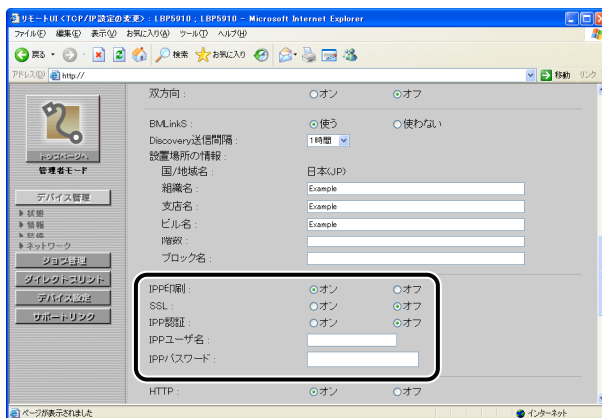 リモートUI <TCP/IP設定の変更> : LBP5910 ; LBP5910 - Microsoft Internet Explorer
ファイル(F) 編集(E) 表示(V) お気に入り(A) ツール(T) ヘルプ(H)
戻る 検索 お気に入り
アドレス(D) http:// 移動 リンク
トップページへ
管理者モード
デバイス管理
状態
情報
ネットワーク
ジョブ管理
ダイレクトプリント
デバイス設定
サポートリンク
双方向 : オン オフ
BMLinkS : 使う 使わない
Discovery送信間隔 : 1時間
設置場所の情報 :
国/地域名 : 日本(JP)
組織名 : Example
支店名 : Example
ビル名 : Example
階数 :
ブロック名 :
IPP印刷 : オン オフ
SSL : オン オフ
IPP認証 : オン オフ
IPPユーザ名 :
IPPパスワード :
HTTP : オン オフ
ページが表示されました インターネット